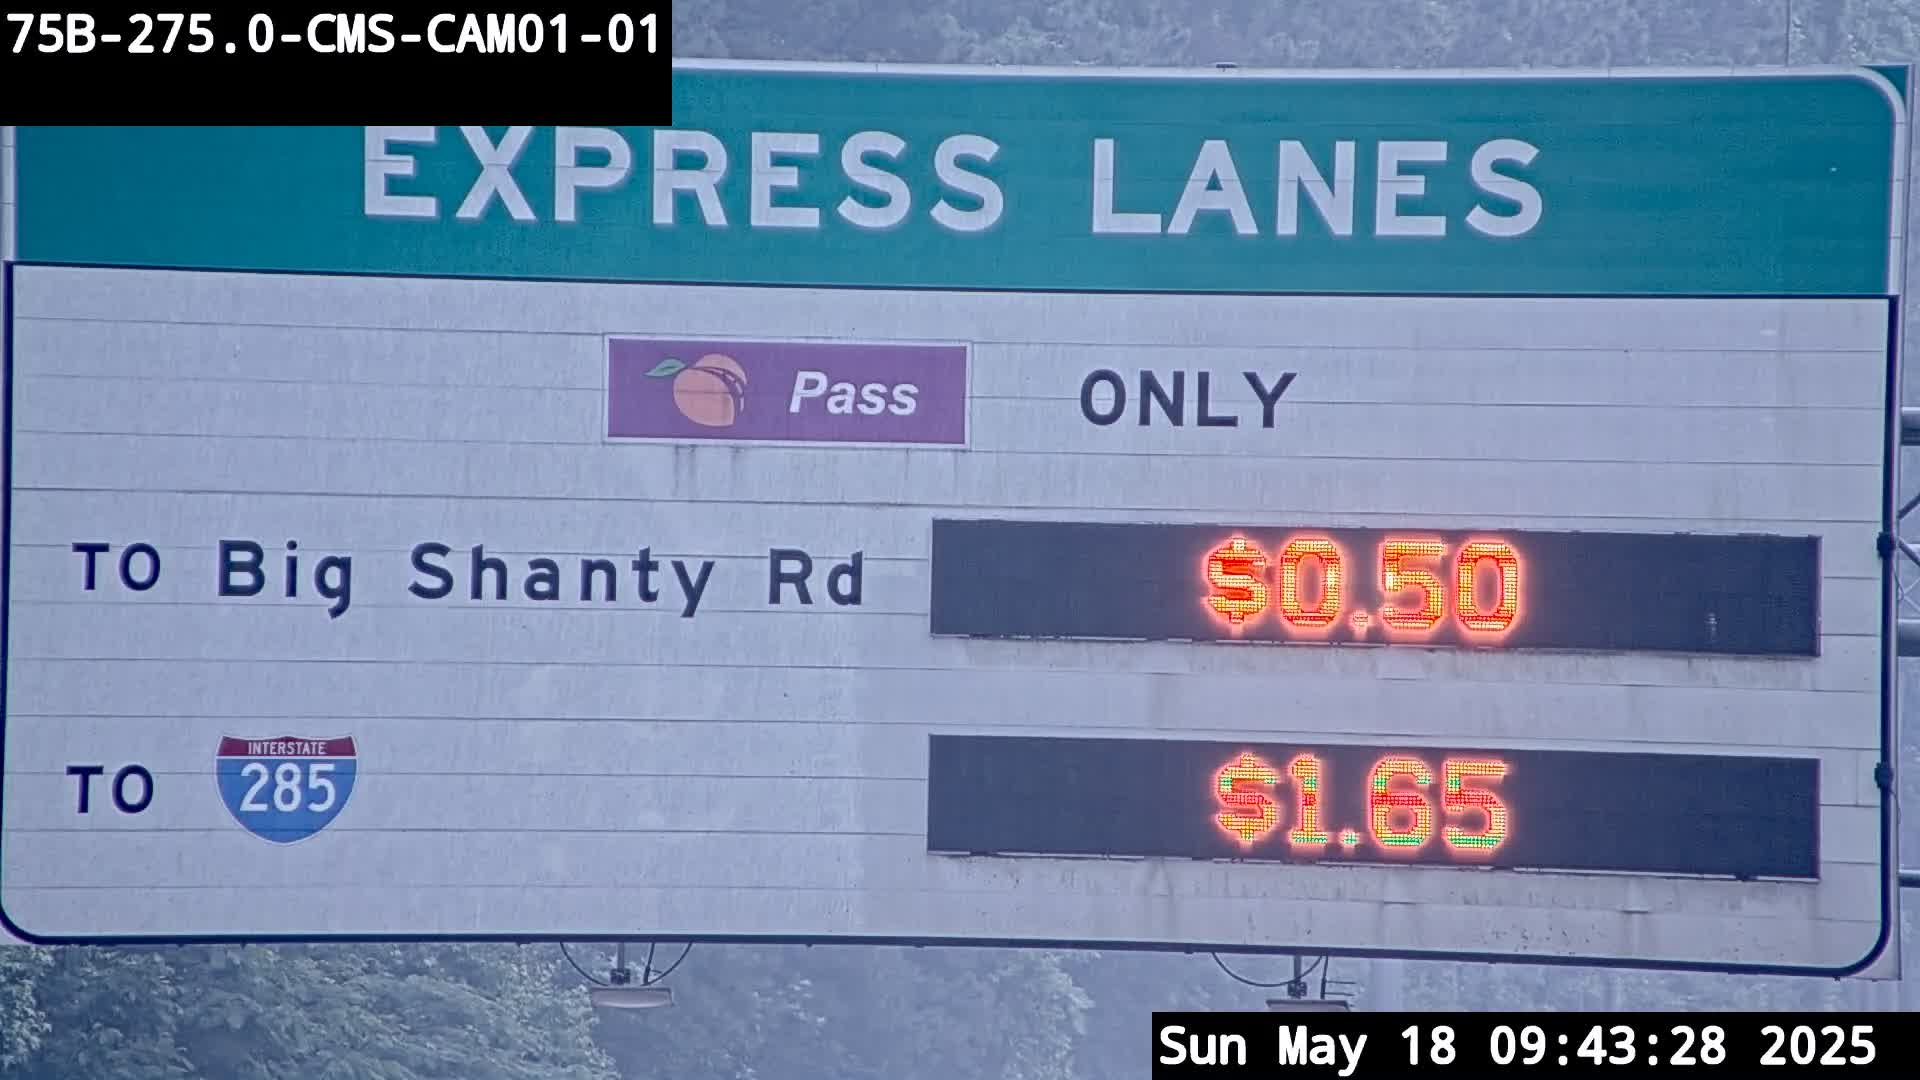 75B-275.0-CMS-CAM01-01
EXPRESS LANES
Pass ONLY
TO Big Shanty Rd $0.50
TO INTERSTATE 285 $1.65
Sun May 18 09:43:28 2025